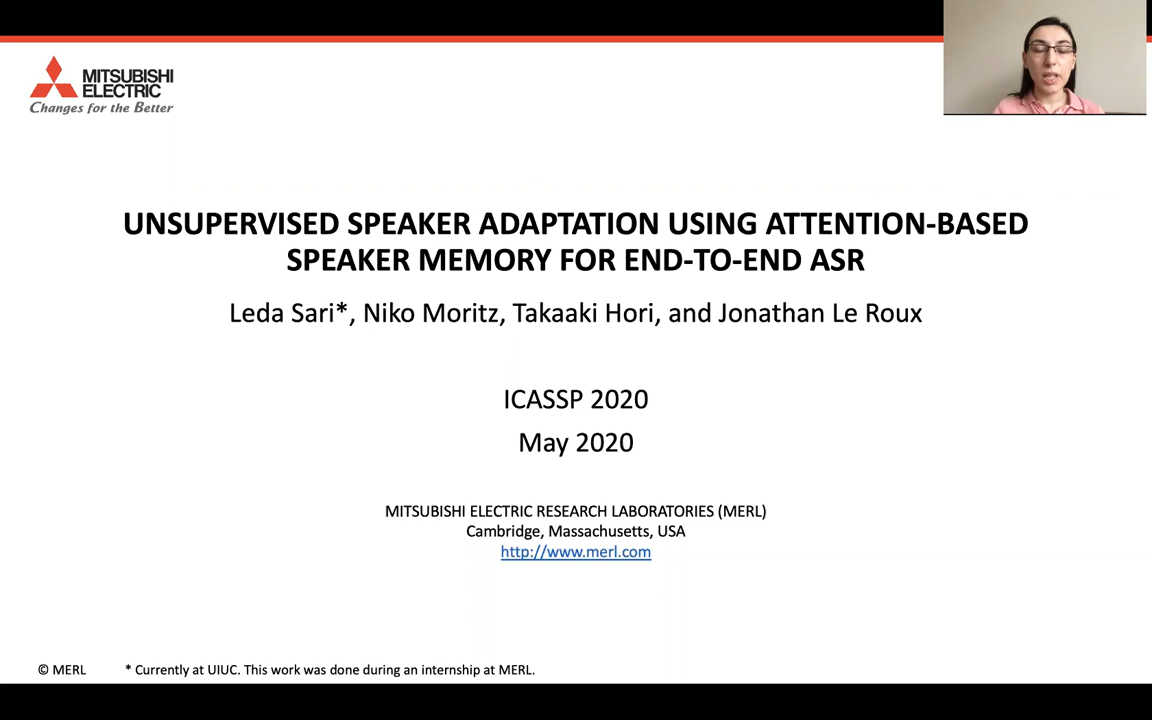 MITSUBISHI
ELECTRIC
Changes for the Better
UNSUPERVISED SPEAKER ADAPTATION USING ATTENTION-BASED
SPEAKER MEMORY FOR END-TO-END ASR
Leda Sari*, Niko Moritz, Takaaki Hori, and Jonathan Le Roux
ICASSP 2020
May 2020
MITSUBISHI ELECTRIC RESEARCH LABORATORIES (MERL)
Cambridge, Massachusetts, USA
http://www.merl.com
© MERL * Currently at UIUC. This work was done during an internship at MERL.